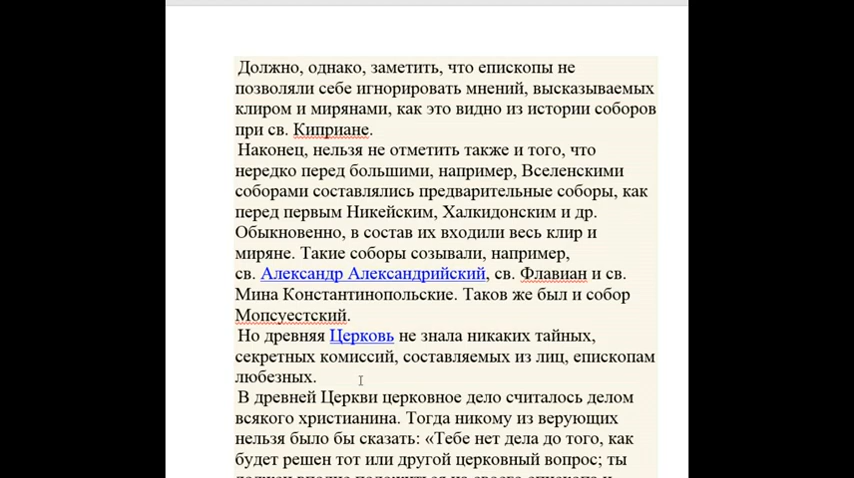 Должно, однако, заметить, что епископы не
позволяли себе игнорировать мнений, высказываемых
клиром и мирянами, как это видно из истории соборов
при св. Киприане.
Наконец, нельзя не отметить также и того, что
нередко перед большими, например, Вселенскими
соборами составлялись предварительные соборы, как
перед первым Никейским, Халкидонским и др.
Обыкновенно, в состав их входили весь клир и
миряне. Такие соборы созывали, например,
св. Александр Александрийский, св. Флавиан и св.
Мина Константинопольские. Таков же был и собор
Мопсуестский.
Но древняя Церковь не знала никаких тайных,
секретных комиссий, составляемых из лиц, епископам
любезных.
В древней Церкви церковное дело считалось делом
всякого христианина. Тогда никому из верующих
нельзя было бы сказать: «Тебе нет дела до того, как
будет решен тот или другой церковный вопрос; ты